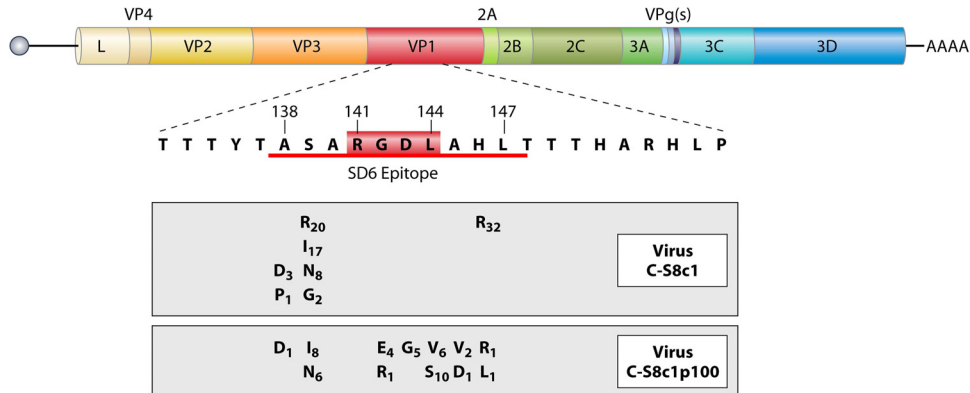 VP4 2A VPg(s)
L VP2 VP3 VP1 2B 2C 3A 3C 3D AAAA
138 141 144 147
T T T Y T A S A R G D L A H L T T T H A R H L P
SD6 Epitope
R20 R32
I17
D3 N8
P1 G2
Virus
C-S8c1
D1 I8 E4 G5 V6 V2 R1
N6 R1 S10 D1 L1
Virus
C-S8c1p100